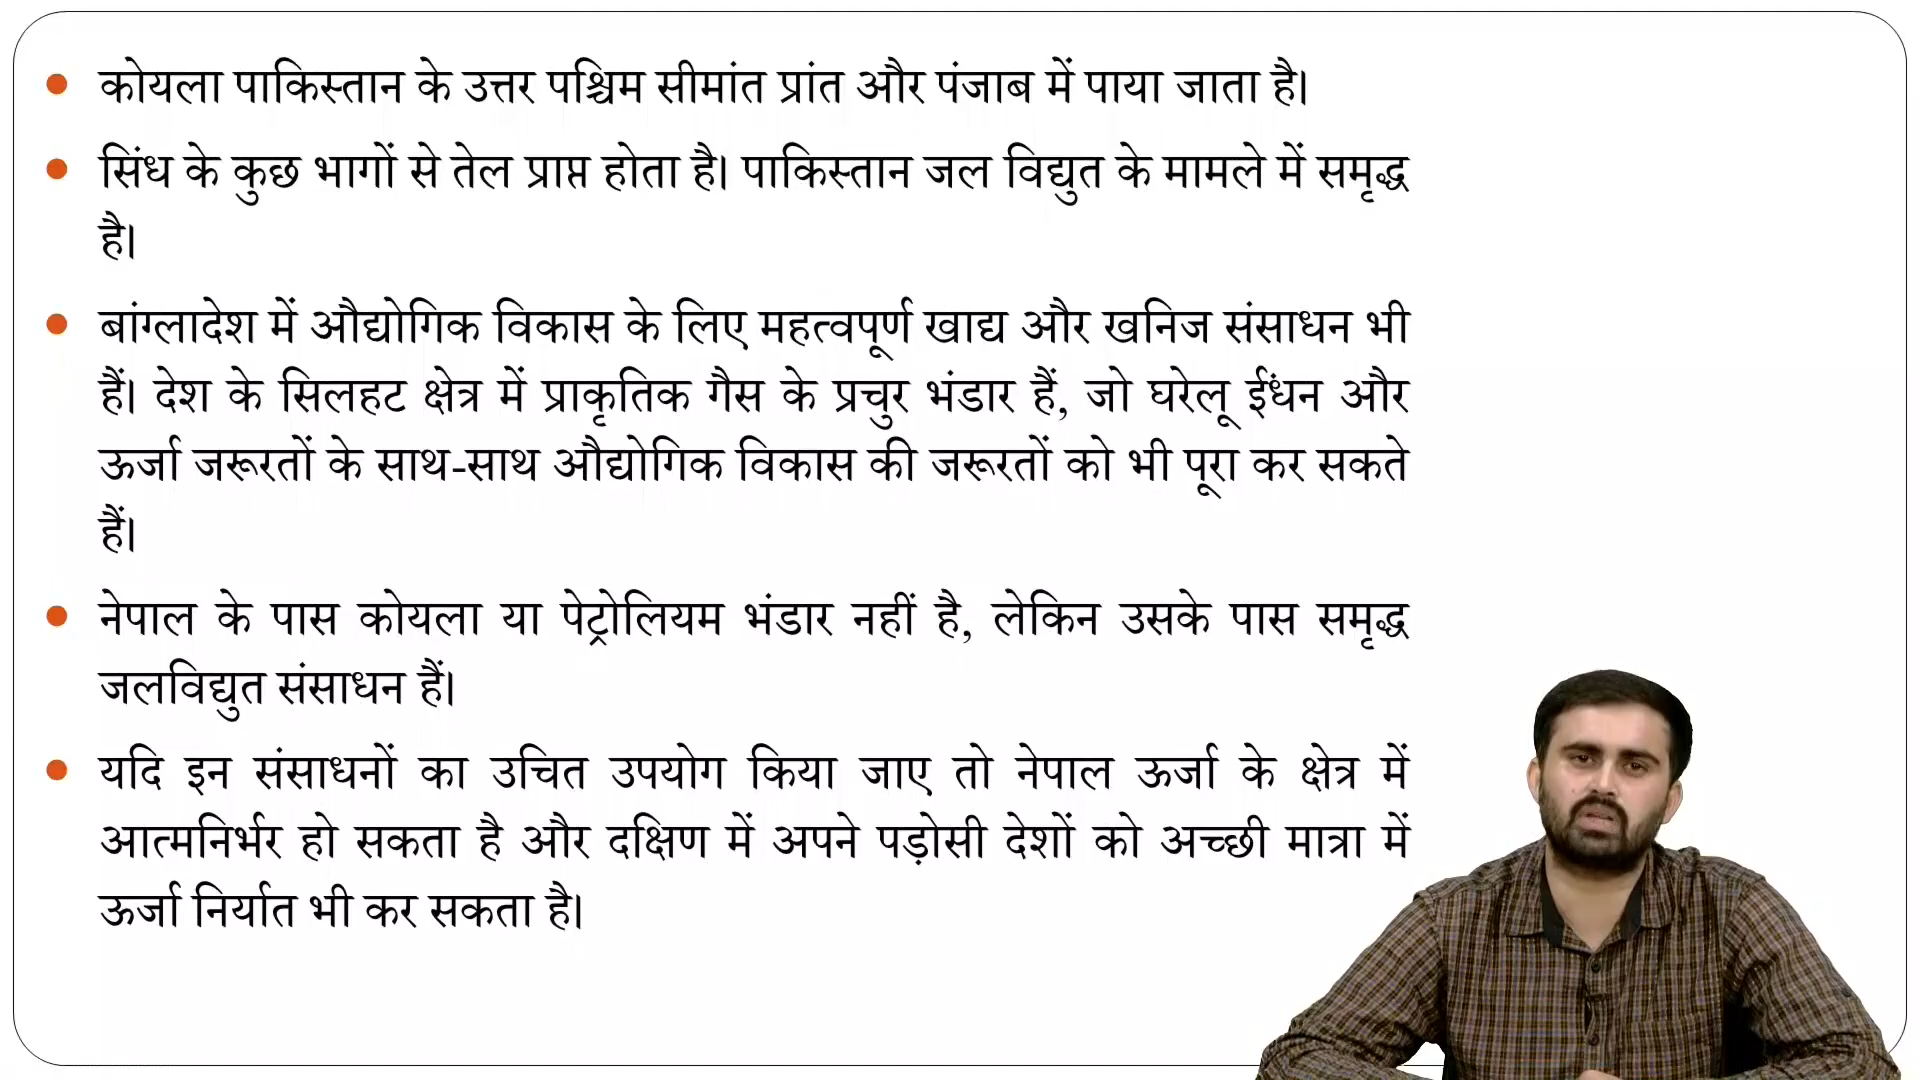 कोयला पाकिस्तान के उत्तर पश्चिम सीमांत प्रांत और पंजाब में पाया जाता है।
सिंध के कुछ भागों से तेल प्राप्त होता है। पाकिस्तान जल विद्युत के मामले में समृद्ध
है।
बांग्लादेश में औद्योगिक विकास के लिए महत्वपूर्ण खाद्य और खनिज संसाधन भी
हैं। देश के सिलहट क्षेत्र में प्राकृतिक गैस के प्रचुर भंडार हैं, जो घरेलू ईंधन और
ऊर्जा जरूरतों के साथ-साथ औद्योगिक विकास की जरूरतों को भी पूरा कर सकते
हैं।
नेपाल के पास कोयला या पेट्रोलियम भंडार नहीं है, लेकिन उसके पास समृद्ध
जलविद्युत संसाधन हैं।
यदि इन संसाधनों का उचित उपयोग किया जाए तो नेपाल ऊर्जा के क्षेत्र में
आत्मनिर्भर हो सकता है और दक्षिण में अपने पड़ोसी देशों को अच्छी मात्रा में
ऊर्जा निर्यात भी कर सकता है।